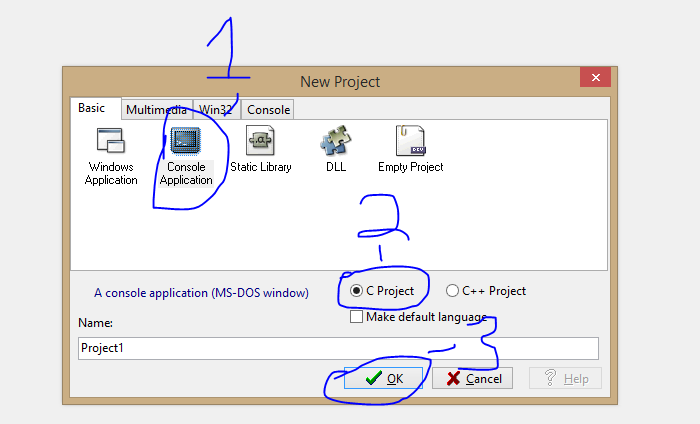 1
New Project
Basic Multimedia Win32 Console
Windows Application
Console Application
Static Library
DLL
Empty Project
2
A console application (MS-DOS window)
C Project
C++ Project
Make default language
Name:
3
Project1
OK
Cancel
Help